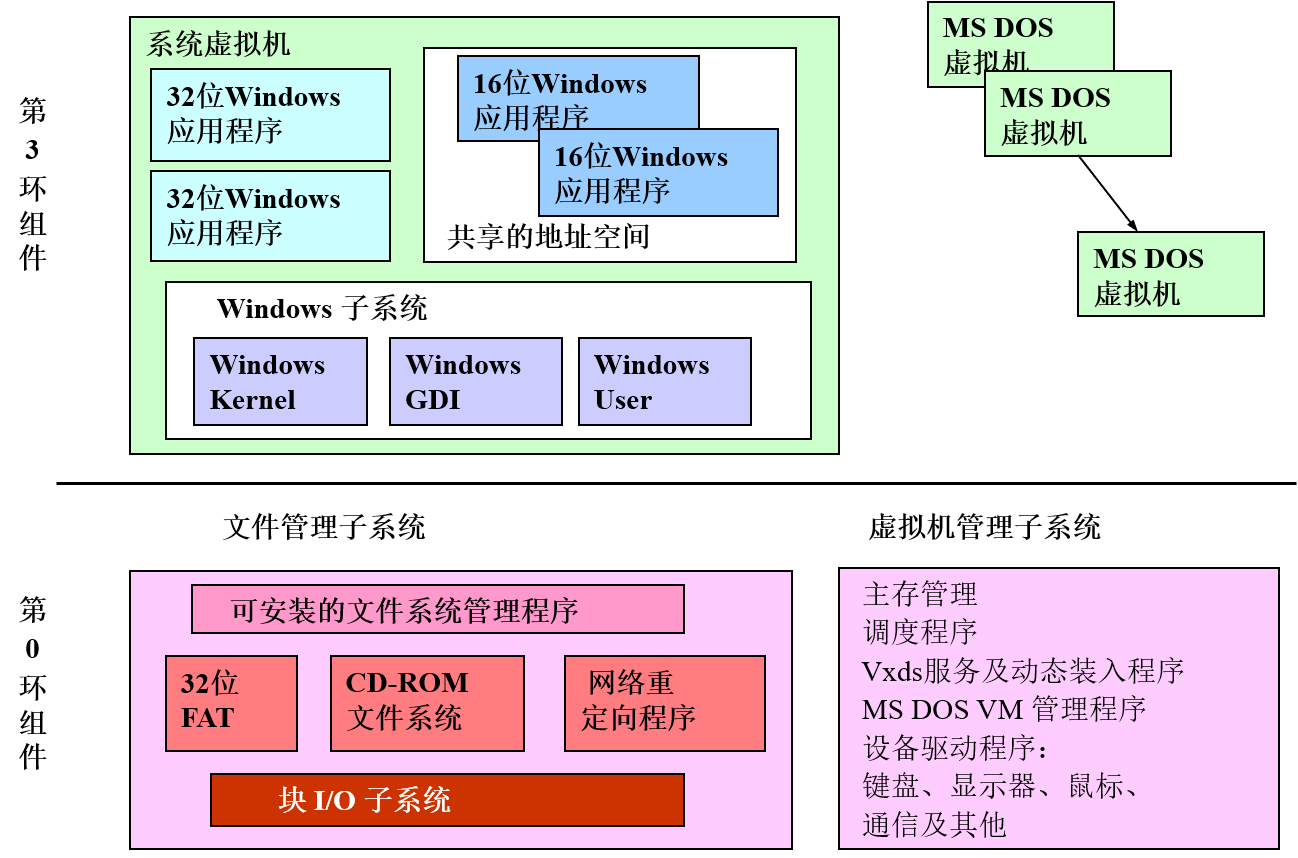 第
3
环
组
件
系统虚拟机
32位Windows
应用程序
32位Windows
应用程序
16位Windows
应用程序
16位Windows
应用程序
共享的地址空间
Windows 子系统
Windows
Kernel
Windows
GDI
Windows
User
MS DOS
虚拟机
MS DOS
虚拟机
MS DOS
虚拟机
第
0
环
组
件
文件管理子系统
可安装的文件系统管理程序
32位
FAT
CD-ROM
文件系统
网络重
定向程序
块 I/O 子系统
虚拟机管理子系统
主存管理
调度程序
Vxds服务及动态装入程序
MS DOS VM 管理程序
设备驱动程序：
键盘、显示器、鼠标、
通信及其他